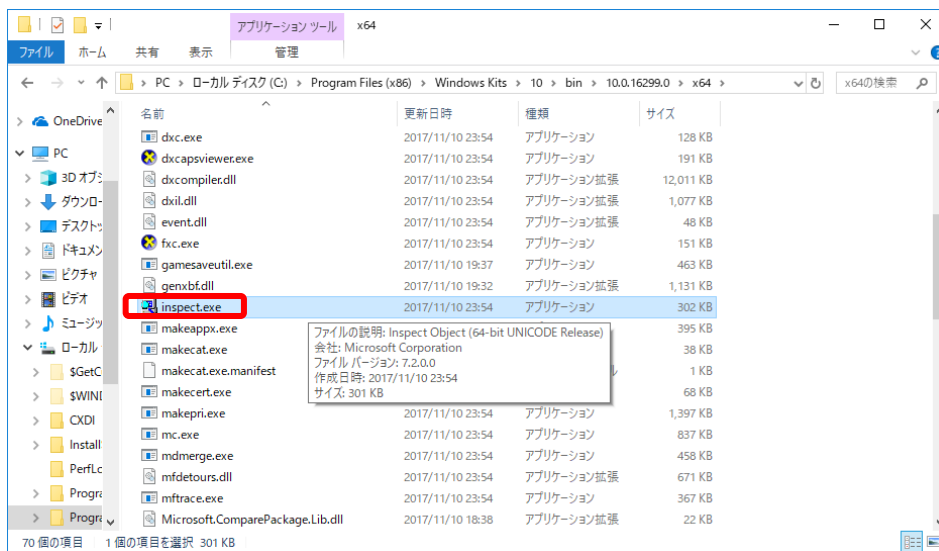 アプリケーション ツール x64
ファイル ホーム 共有 表示 管理
PC > ローカル ディスク (C:) > Program Files (x86) > Windows Kits > 10 > bin > 10.0.16299.0 > x64 > x64の検索
名前 更新日時 種類 サイズ
OneDrive
PC
3D オブジ
ダウンロー
デスクトッ
ドキュメン
ピクチャ
ビデオ
ミュージッ
ローカル
$GetC
$WINI
CXDI
Install
PerfLo
Progra
Progra
dxc.exe 2017/11/10 23:54 アプリケーション 128 KB
dxcapsviewer.exe 2017/11/10 23:54 アプリケーション 191 KB
dxcompiler.dll 2017/11/10 23:54 アプリケーション拡張 12,011 KB
dxil.dll 2017/11/10 23:54 アプリケーション拡張 1,077 KB
event.dll 2017/11/10 23:54 アプリケーション拡張 48 KB
fxc.exe 2017/11/10 23:54 アプリケーション 151 KB
gamesaveutil.exe 2017/11/10 19:37 アプリケーション 463 KB
genxbf.dll 2017/11/10 19:32 アプリケーション拡張 1,131 KB
inspect.exe 2017/11/10 23:54 アプリケーション 302 KB
makeappx.exe 395 KB
makecat.exe 38 KB
makecat.exe.manifest ル 1 KB
makecert.exe 68 KB
ファイルの説明: Inspect Object (64-bit UNICODE Release)
会社: Microsoft Corporation
ファイル バージョン: 7.2.0.0
作成日時: 2017/11/10 23:54
サイズ: 301 KB
makepri.exe 2017/11/10 23:54 アプリケーション 1,397 KB
mc.exe 2017/11/10 23:54 アプリケーション 837 KB
mdmerge.exe 2017/11/10 23:54 アプリケーション 458 KB
mfdetours.dll 2017/11/10 23:54 アプリケーション拡張 671 KB
mftrace.exe 2017/11/10 23:54 アプリケーション 367 KB
Microsoft.ComparePackage.Lib.dll 2017/11/10 18:38 アプリケーション拡張 22 KB
70 個の項目 1 個の項目を選択 301 KB